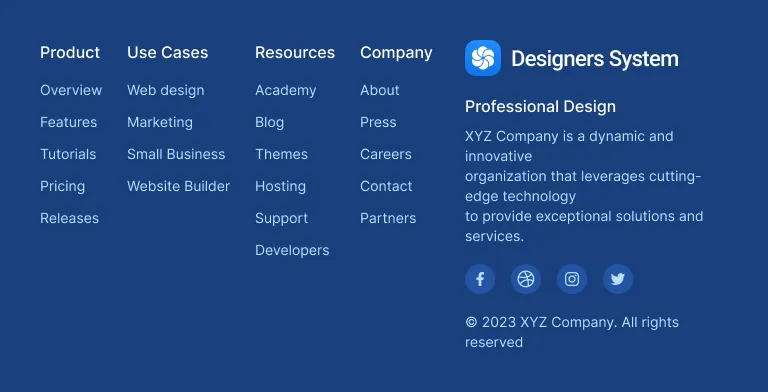 Product
Overview
Features
Tutorials
Pricing
Releases
Use Cases
Web design
Marketing
Small Business
Website Builder
Resources
Academy
Blog
Themes
Hosting
Support
Developers
Company
About
Press
Careers
Contact
Partners
Designers System
Professional Design
XYZ Company is a dynamic and
innovative
organization that leverages cutting-
edge technology
to provide exceptional solutions and
services.
© 2023 XYZ Company. All rights
reserved